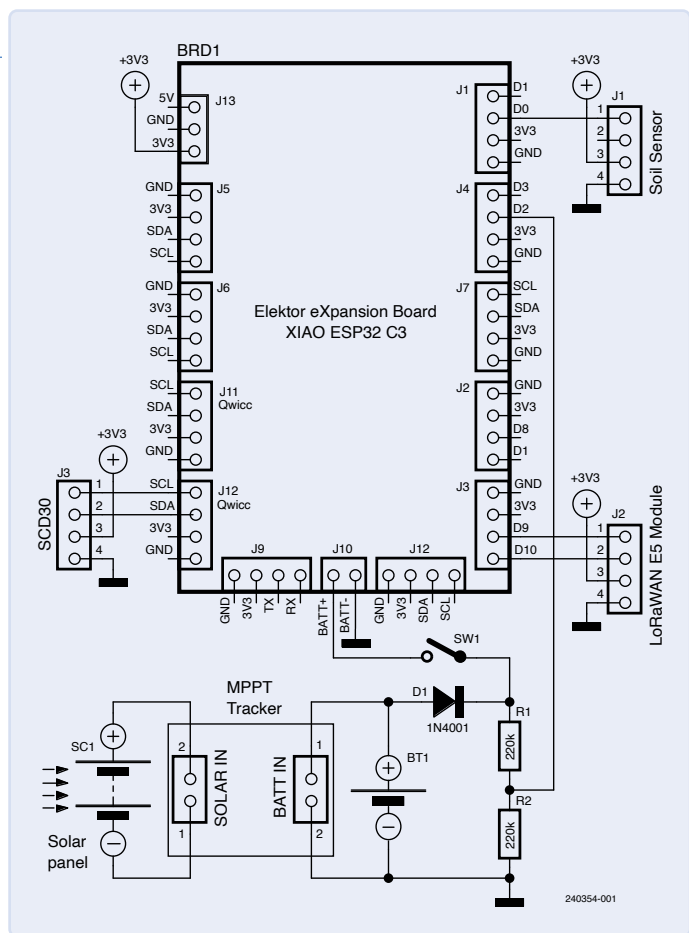 BRD1
+3V3
5V
GND
3V3
J13
GND
3V3
SDA
SCL
J5
GND
3V3
SDA
SCL
J6
SCL
SDA
3V3
GND
J11
Qwicc
SCL
SDA
3V3
GND
J12
Qwicc
+3V3
J3
1
2
3
4
SCD30
Elektor eXpansion Board
XIAO ESP32 C3
J1
D1
D0
3V3
GND
J4
D3
D2
3V3
GND
J7
SCL
SDA
3V3
GND
J2
GND
3V3
D8
D1
J3
GND
3V3
D9
D10
+3V3
J1
1
2
3
4
Soil Sensor
+3V3
J2
1
2
3
4
LoRaWAN E5 Module
J9
GND
3V3
TX
RX
J10
BATT+
BATT-
J12
GND
3V3
SDA
SCL
SW1
MPPT
Tracker
D1
1N4001
R1
220k
R2
220k
SC1
2
1
SOLAR IN
BATT IN
1
2
BT1
Solar
panel
240354-001